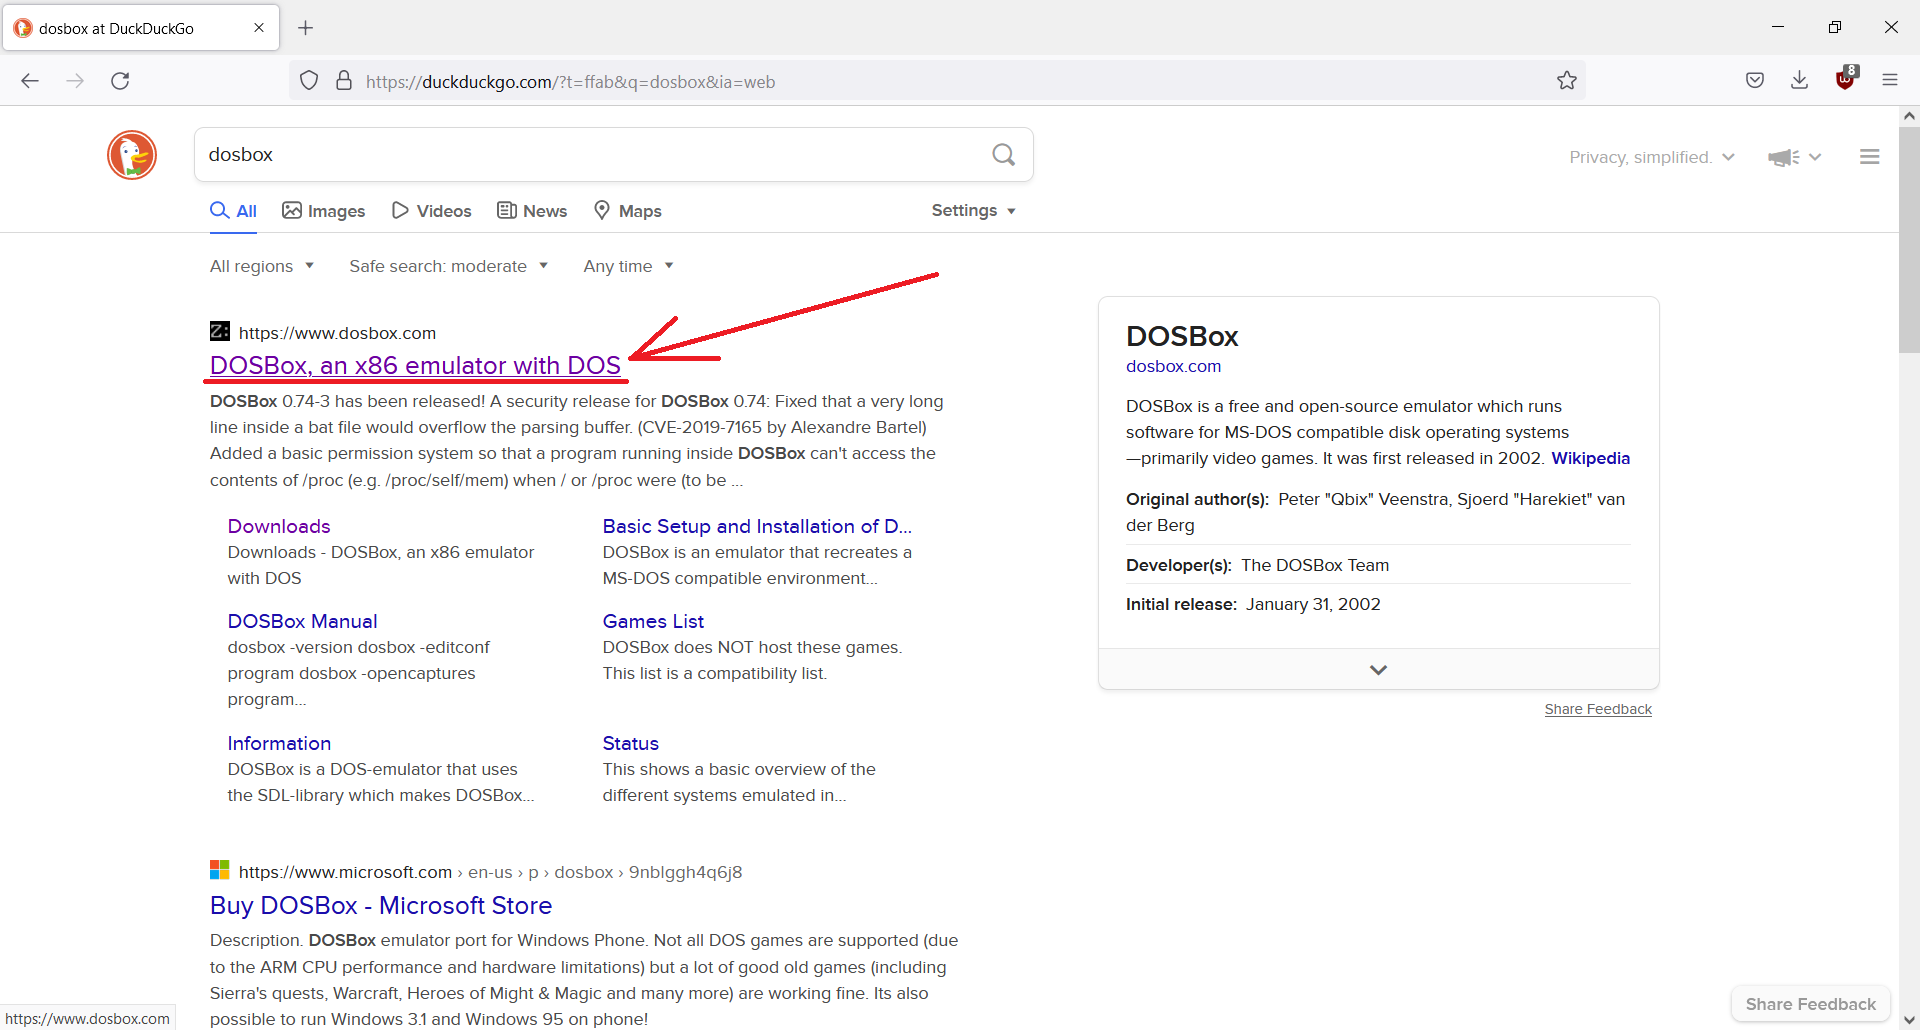 dosbox at DuckDuckGo
https://duckduckgo.com/?t=ffab&q=dosbox&ia=web
8
dosbox
Privacy, simplified.
All
Images
Videos
News
Maps
Settings
All regions
Safe search: moderate
Any time
Z:
https://www.dosbox.com
DOSBox, an x86 emulator with DOS
DOSBox 0.74-3 has been released! A security release for DOSBox 0.74: Fixed that a very long
line inside a bat file would overflow the parsing buffer. (CVE-2019-7165 by Alexandre Bartel)
Added a basic permission system so that a program running inside DOSBox can't access the
contents of /proc (e.g. /proc/self/mem) when / or /proc were (to be ...
Downloads
Downloads - DOSBox, an x86 emulator
with DOS
Basic Setup and Installation of D...
DOSBox is an emulator that recreates a
MS-DOS compatible environment...
DOSBox Manual
dosbox -version dosbox -editconf
program dosbox -opencaptures
program...
Games List
DOSBox does NOT host these games.
This list is a compatibility list.
Information
DOSBox is a DOS-emulator that uses
the SDL-library which makes DOSBox...
Status
This shows a basic overview of the
different systems emulated in...
https://www.microsoft.com › en-us › p › dosbox › 9nblggh4q6j8
Buy DOSBox - Microsoft Store
Description. DOSBox emulator port for Windows Phone. Not all DOS games are supported (due
to the ARM CPU performance and hardware limitations) but a lot of good old games (including
Sierra's quests, Warcraft, Heroes of Might & Magic and many more) are working fine. Its also
possible to run Windows 3.1 and Windows 95 on phone!
DOSBox
dosbox.com
DOSBox is a free and open-source emulator which runs
software for MS-DOS compatible disk operating systems
—primarily video games. It was first released in 2002. Wikipedia
Original author(s): Peter "Qbix" Veenstra, Sjoerd "Harekiet" van
der Berg
Developer(s): The DOSBox Team
Initial release: January 31, 2002
Share Feedback
Share Feedback
https://www.dosbox.com